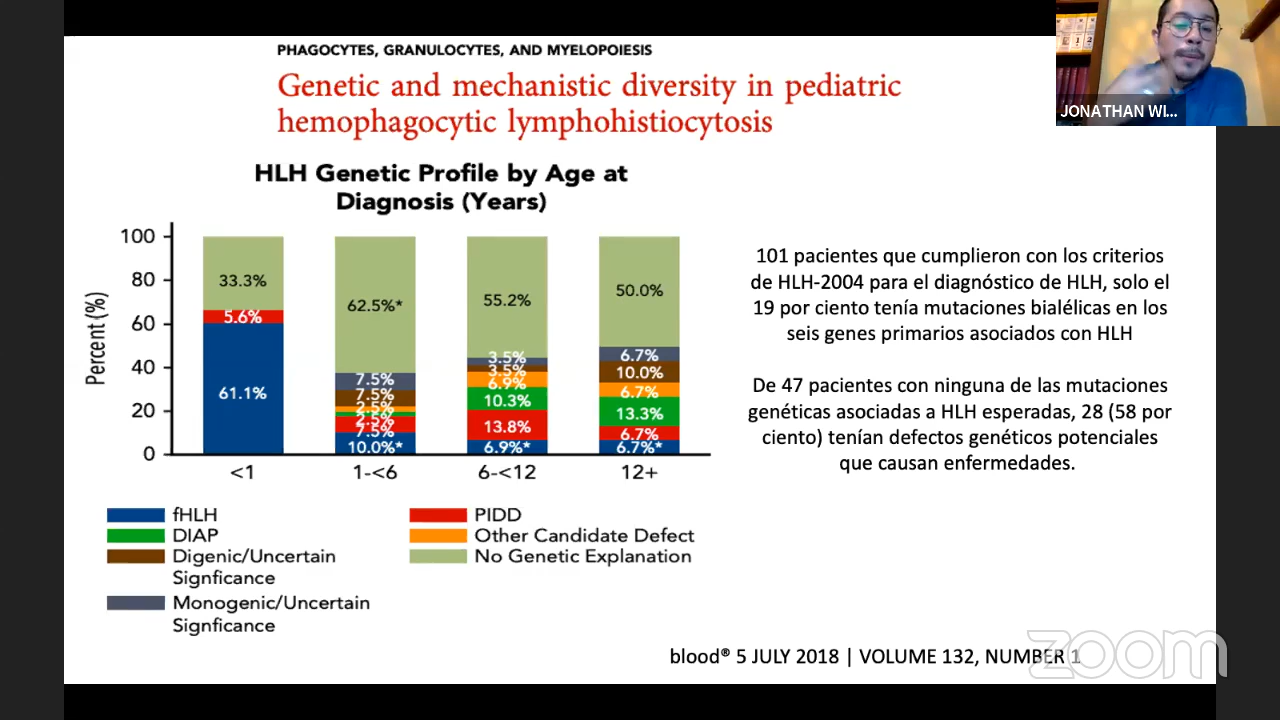 PHAGOCYTES, GRANULOCYTES, AND MYELOPOIESIS
Genetic and mechanistic diversity in pediatric
hemophagocytic lymphohistiocytosis
JONATHAN WI...
HLH Genetic Profile by Age at
Diagnosis (Years)
Percent (%)
100
80
60
40
20
0
33.3%
5.6%
61.1%
62.5%*
7.5%
7.5%
2.5%
2.5%
7.5%
10.0%*
55.2%
3.5%
3.5%
6.9%
10.3%
13.8%
6.9%*
50.0%
6.7%
10.0%
6.7%
13.3%
6.7%
6.7%*
<1
1-<6
6-<12
12+
fHLH
DIAP
Digenic/Uncertain
Signficance
Monogenic/Uncertain
Signficance
PIDD
Other Candidate Defect
No Genetic Explanation
101 pacientes que cumplieron con los criterios
de HLH-2004 para el diagnóstico de HLH, solo el
19 por ciento tenía mutaciones bialélicas en los
seis genes primarios asociados con HLH
De 47 pacientes con ninguna de las mutaciones
genéticas asociadas a HLH esperadas, 28 (58 por
ciento) tenían defectos genéticos potenciales
que causan enfermedades.
blood® 5 JULY 2018 | VOLUME 132, NUMBER 1
zoom